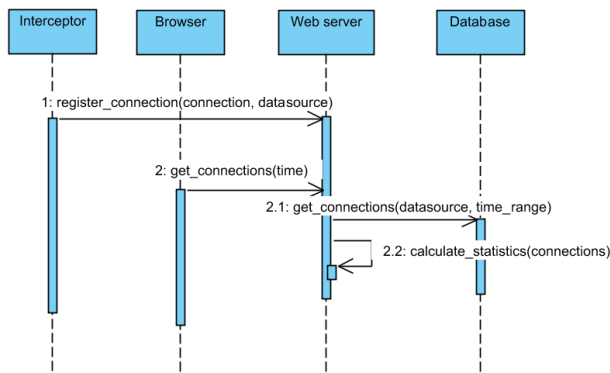 Interceptor
Browser
Web server
Database
1: register_connection(connection, datasource)
2: get_connections(time)
2.1: get_connections(datasource, time_range)
2.2: calculate_statistics(connections)